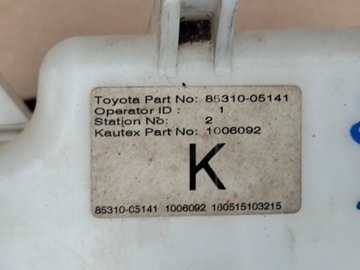 Toyota Part No: 85310-05141
Operator ID : 1
Station No: 2
Kautex Part No: 1006092
K
85310-05141 1006092 160515103215